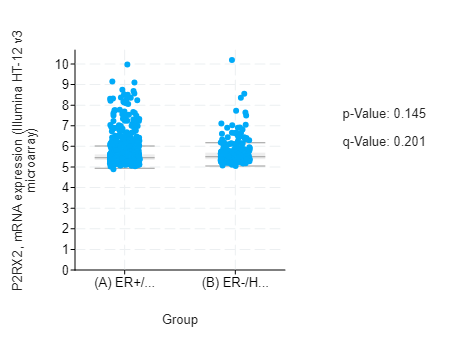 P2RX2, mRNA expression (Illumina HT-12 v3
microarray)
10
9
8
7
6
5
4
3
2
1
0
(A) ER+/...
(B) ER-/H...
Group
p-Value: 0.145
q-Value: 0.201